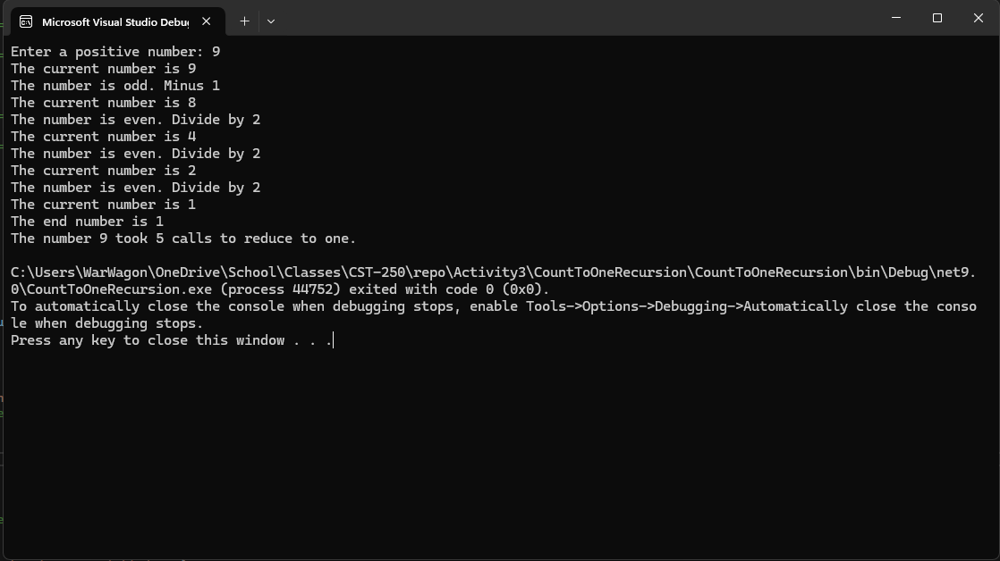 Microsoft Visual Studio Debu
Enter a positive number: 9
The current number is 9
The number is odd. Minus 1
The current number is 8
The number is even. Divide by 2
The current number is 4
The number is even. Divide by 2
The current number is 2
The number is even. Divide by 2
The current number is 1
The end number is 1
The number 9 took 5 calls to reduce to one.
C:\Users\WarWagon\OneDrive\School\Classes\CST-250\repo\Activity3\CountToOneRecursion\CountToOneRecursion\bin\Debug\net9.
0\CountToOneRecursion.exe (process 44752) exited with code 0 (0x0).
To automatically close the console when debugging stops, enable Tools->Options->Debugging->Automatically close the conso
le when debugging stops.
Press any key to close this window . . .